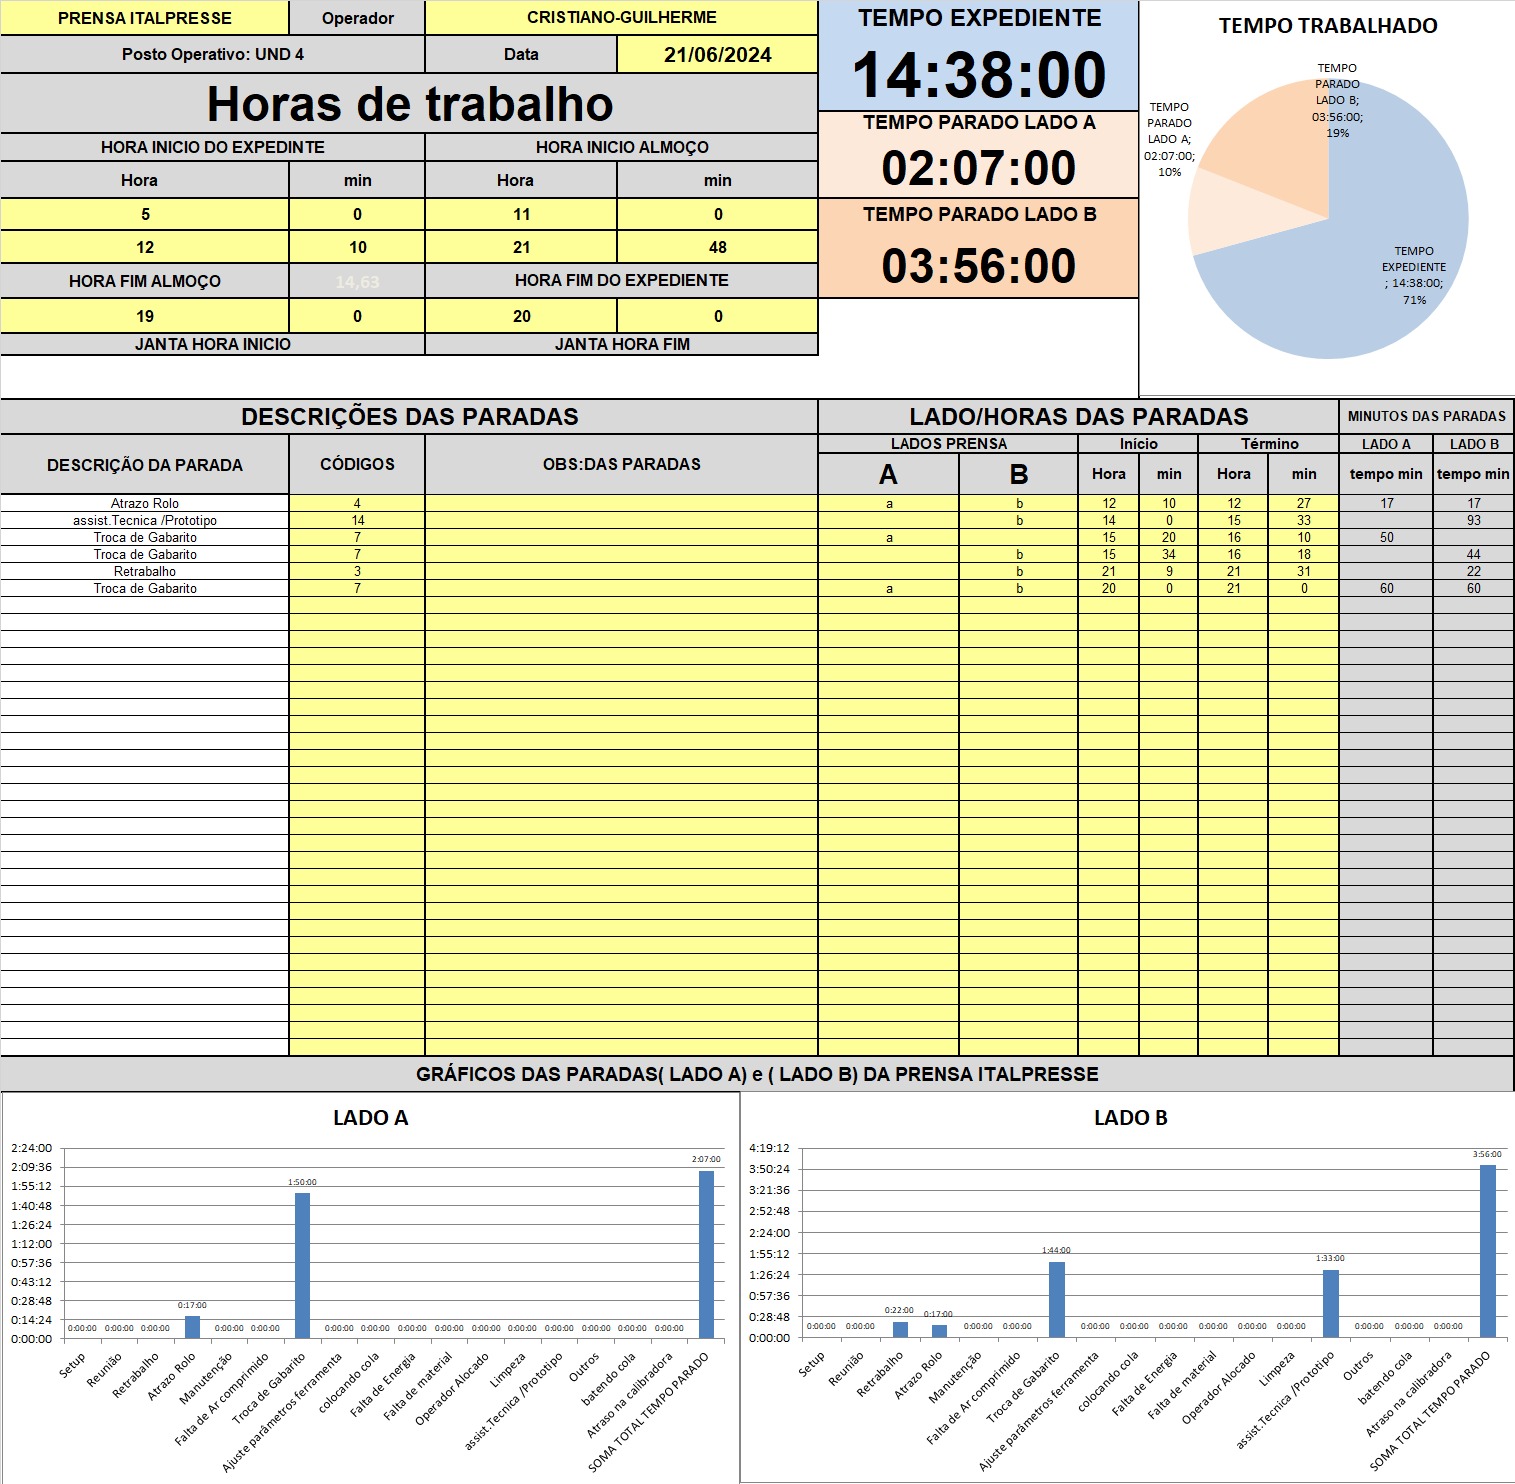 PRENSA ITALPRESSE Operador CRISTIANO-GUILHERME
Posto Operativo: UND 4 Data 21/06/2024
Horas de trabalho
HORA INICIO DO EXPEDINTE HORA INICIO ALMOÇO
Hora min Hora min
5 0 11 0
12 10 21 48
HORA FIM ALMOÇO 14,63 HORA FIM DO EXPEDIENTE
19 0 20 0
JANTA HORA INICIO JANTA HORA FIM
TEMPO EXPEDIENTE
14:38:00
TEMPO PARADO LADO A
02:07:00
TEMPO PARADO LADO B
03:56:00
TEMPO TRABALHADO
TEMPO
PARADO
LADO B;
03:56:00;
19%
TEMPO
PARADO
LADO A;
02:07:00;
10%
TEMPO
EXPEDIENTE
; 14:38:00;
71%
DESCRIÇÕES DAS PARADAS LADO/HORAS DAS PARADAS MINUTOS DAS PARADAS
DESCRIÇÃO DA PARADA CÓDIGOS OBS:DAS PARADAS
LADOS PRENSA Início Término LADO A LADO B
A B Hora min Hora min tempo min tempo min
Atrazo Rolo 4 a b 12 10 12 27 17 17
assist.Tecnica /Prototipo 14 b 14 0 15 33 93
Troca de Gabarito 7 a 15 20 16 10 50
Troca de Gabarito 7 b 15 34 16 18 44
Retrabalho 3 b 21 9 21 31 22
Troca de Gabarito 7 a b 20 0 21 0 60 60
GRÁFICOS DAS PARADAS( LADO A) e ( LADO B) DA PRENSA ITALPRESSE
LADO A
2:24:00
2:09:36
1:55:12
1:40:48
1:26:24
1:12:00
0:57:36
0:43:12
0:28:48
0:14:24
0:00:00
0:00:00 0:00:00 0:00:00 0:17:00 0:00:00 0:00:00 1:50:00 0:00:00 0:00:00 0:00:00 0:00:00 0:00:00 0:00:00 0:00:00 0:00:00 0:00:00 0:00:00 2:07:00
Setup
Reunião
Retrabalho
Atrazo Rolo
Manutenção
Falta de Ar comprimido
Troca de Gabarito
Ajuste parâmetros ferramenta
colocando cola
Falta de Energia
Falta de material
Operador Alocado
Limpeza
assist.Tecnica /Prototipo
Outros
batendo cola
Atraso na calibradora
SOMA TOTAL TEMPO PARADO
LADO B
4:19:12
3:50:24
3:21:36
2:52:48
2:24:00
1:55:12
1:26:24
0:57:36
0:28:48
0:00:00
0:00:00 0:00:00 0:22:00 0:17:00 0:00:00 0:00:00 1:44:00 0:00:00 0:00:00 0:00:00 0:00:00 0:00:00 0:00:00 1:33:00 0:00:00 0:00:00 0:00:00 3:56:00
Setup
Reunião
Retrabalho
Atrazo Rolo
Manutenção
Falta de Ar comprimido
Troca de Gabarito
Ajuste parâmetros ferramenta
colocando cola
Falta de Energia
Falta de material
Operador Alocado
Limpeza
assist.Tecnica /Prototipo
Outros
batendo cola
Atraso na calibradora
SOMA TOTAL TEMPO PARADO